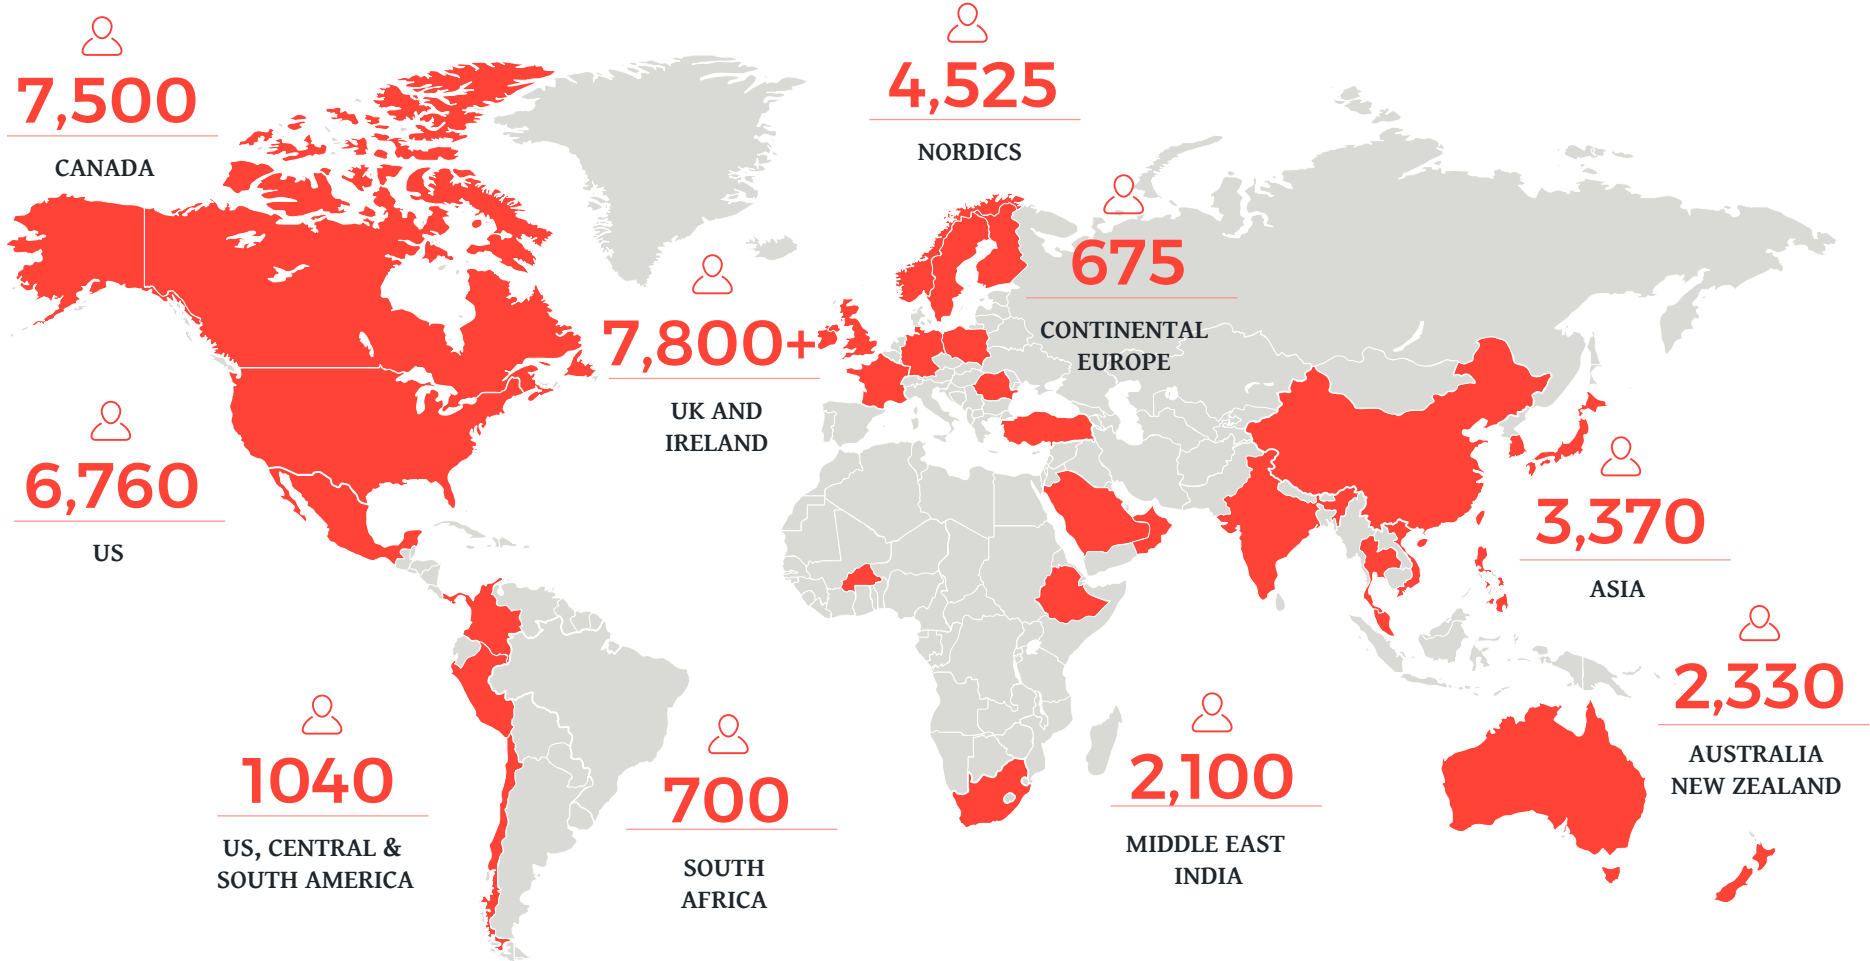 7,500
CANADA
4,525
NORDICS
675
CONTINENTAL
EUROPE
7,800+
UK AND
IRELAND
6,760
US
3,370
ASIA
2,330
AUSTRALIA
NEW ZEALAND
1040
US, CENTRAL &
SOUTH AMERICA
700
SOUTH
AFRICA
2,100
MIDDLE EAST
INDIA